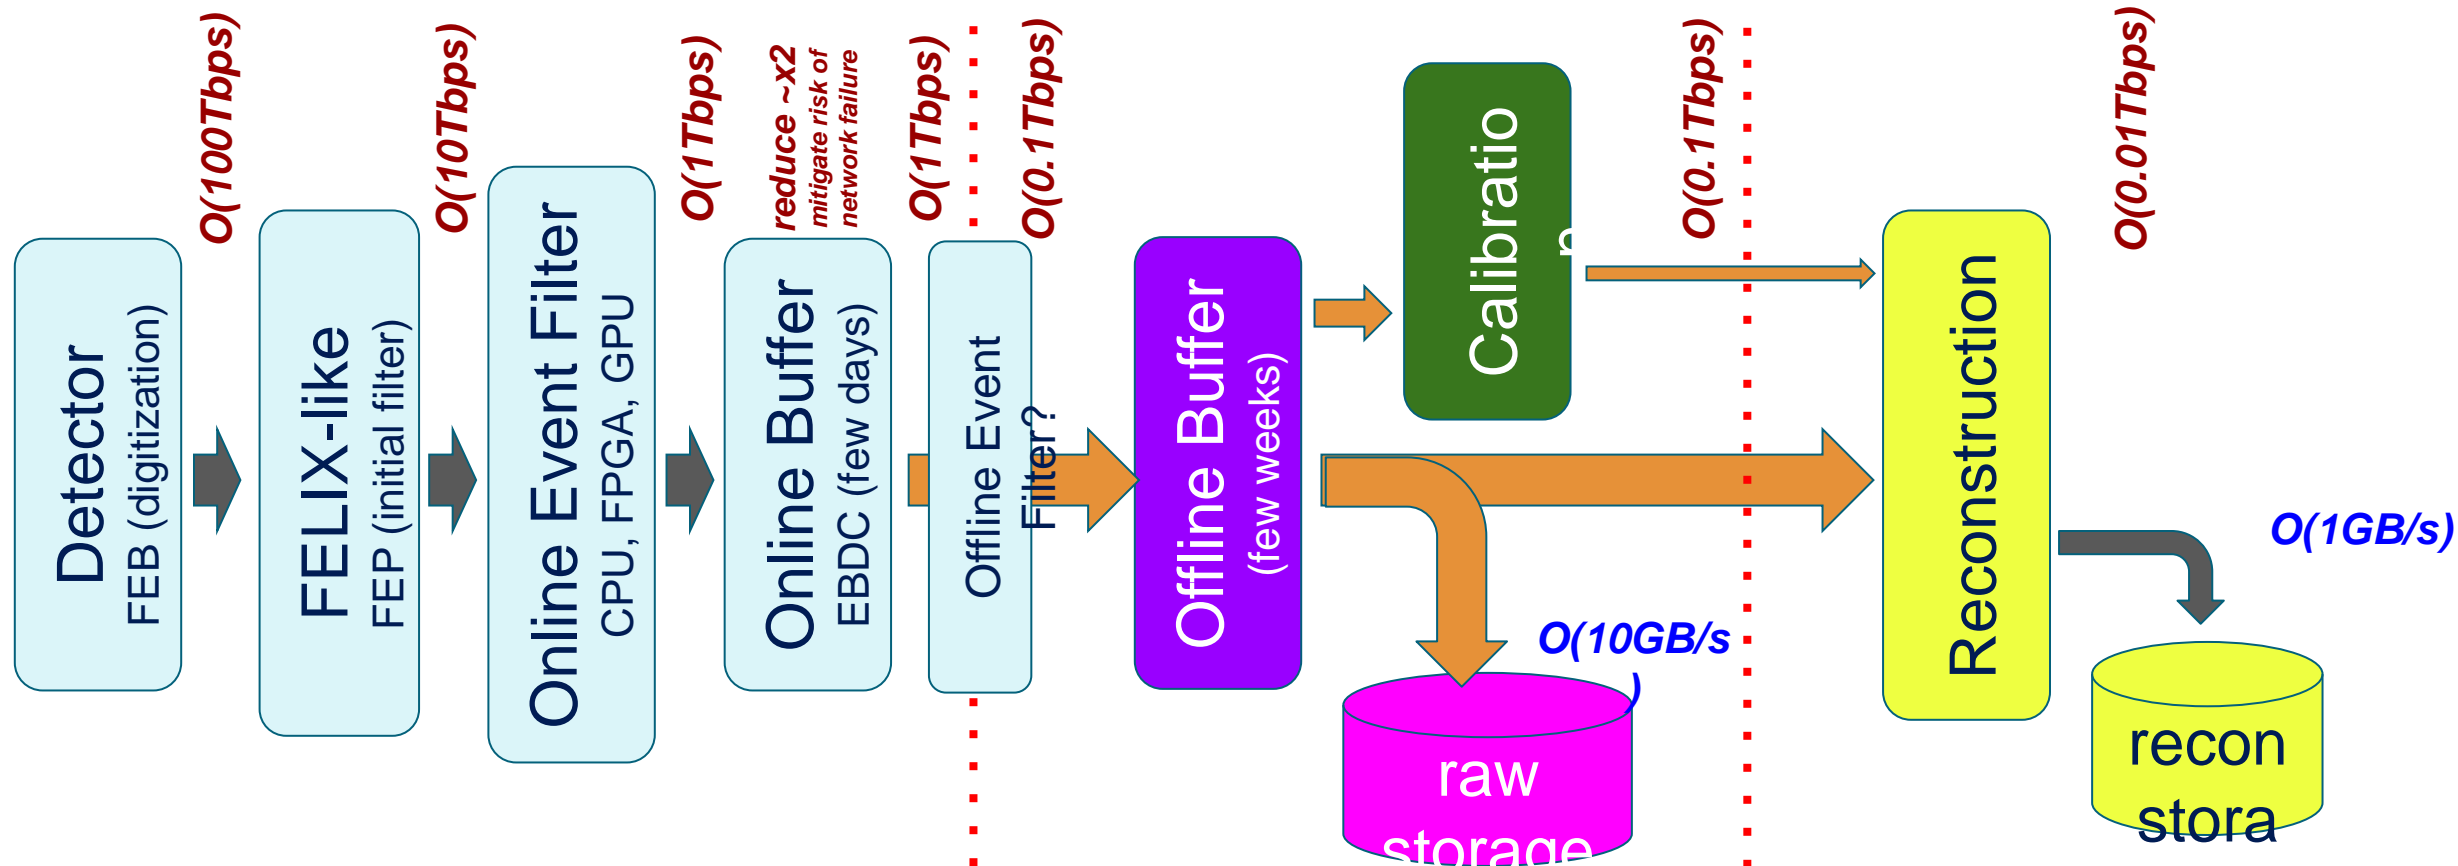 O(100Tbps)
O(10Tbps)
O(1Tbps)
reduce ~x2
mitigate risk of
network failure
O(1Tbps)
O(0.1Tbps)
O(0.1Tbps)
O(0.01Tbps)
Detector
FEB (digitization)
FELIX-like
FEP (initial filter)
Online Event Filter
CPU, FPGA, GPU
Online Buffer
EBDC (few days)
Offline Event
Filter?
Offline Buffer
(few weeks)
Calibratio
n
Reconstruction
O(10GB/s
)
O(1GB/s)
raw
storage
recon
stora